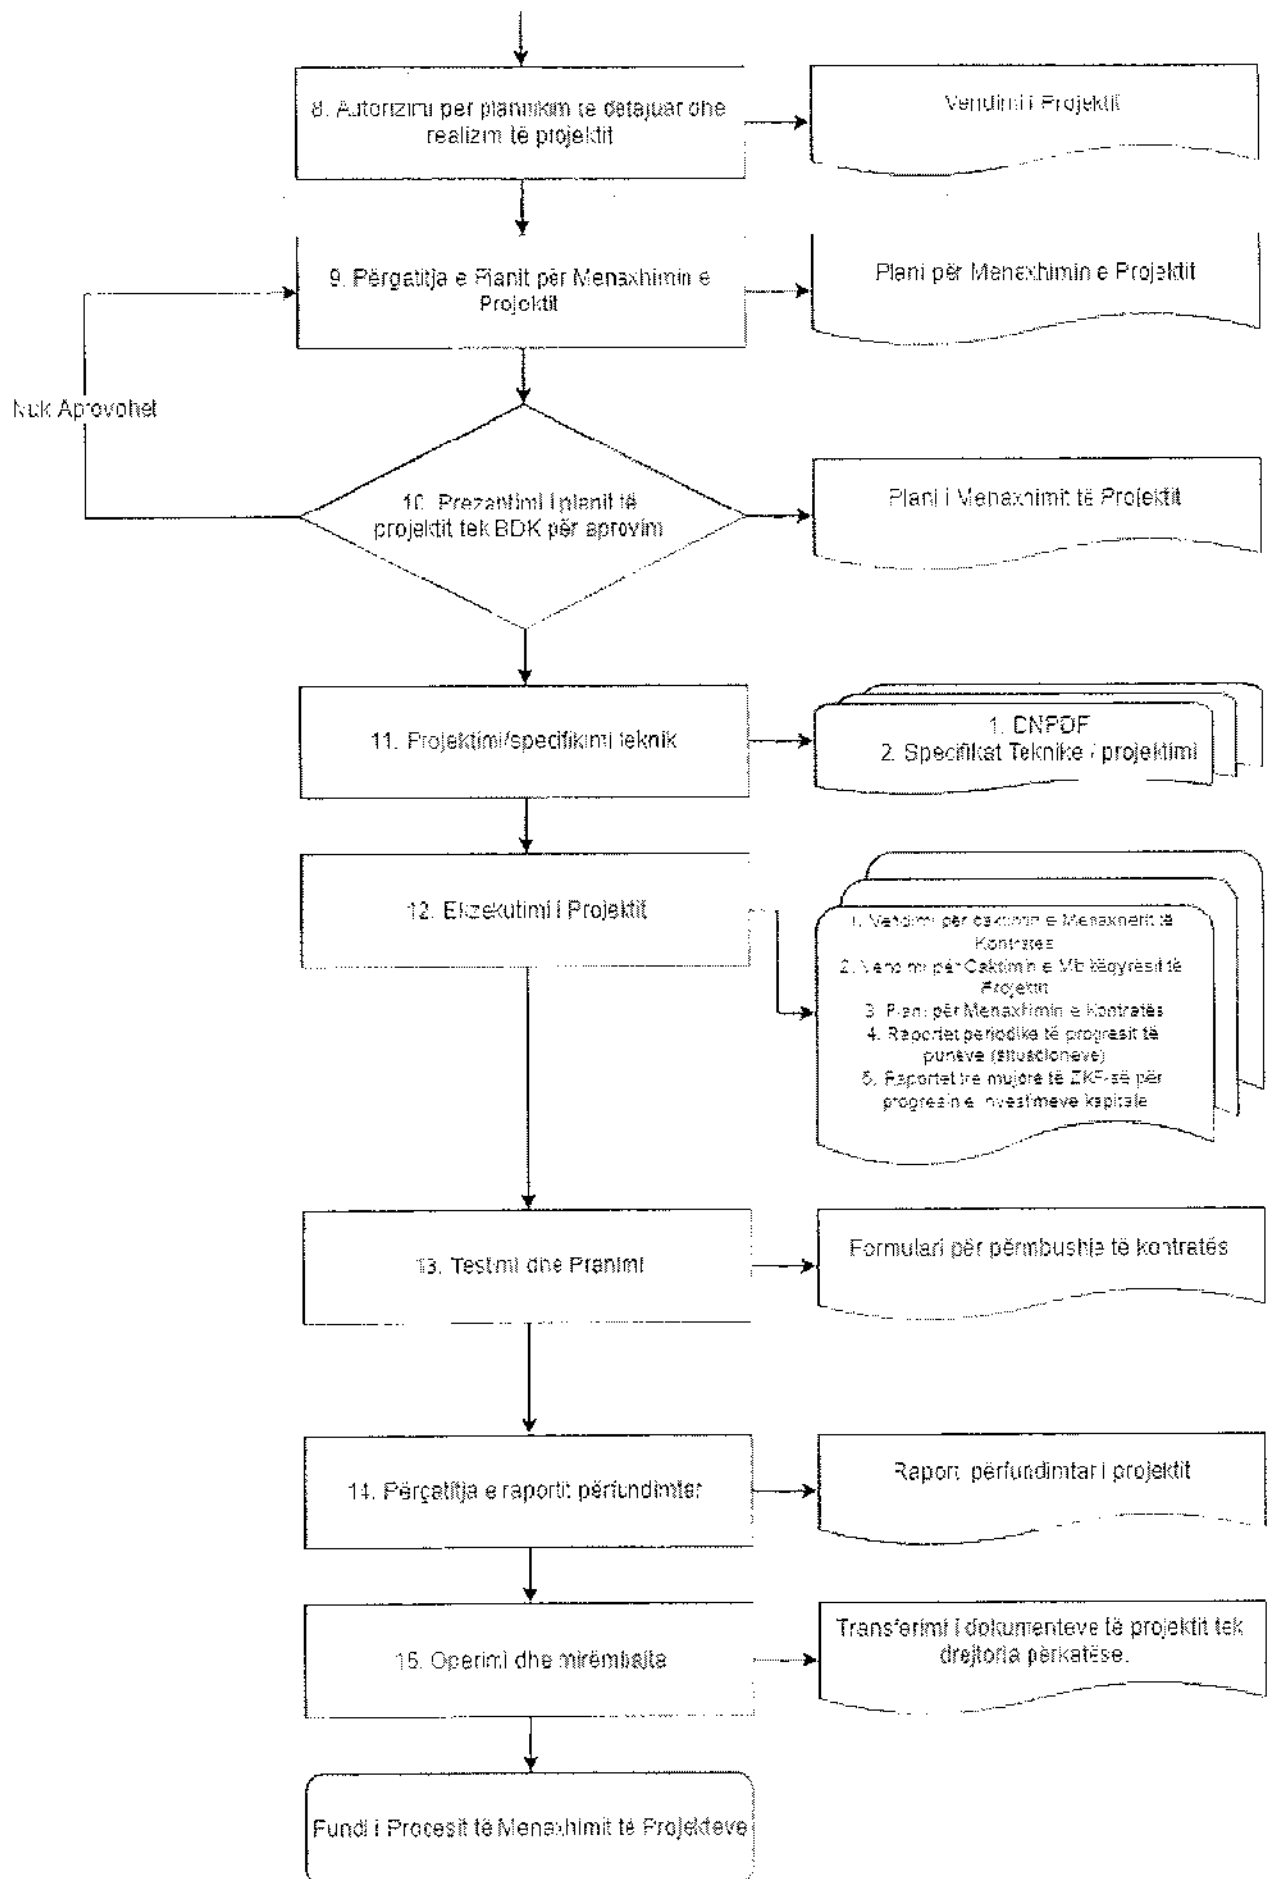 8. Autorizimi për planifikim të detajuar dhe
realizim të projektit
Vendimi i Projektit
9. Përgatitja e Planit për Menaxhimin e
Projektit
Plani për Menaxhimin e Projektit
Nuk Aprovohet
10. Prezantimi i planit të
projektit tek BDK për aprovim
Plani i Menaxhimit të Projektit
11. Projektimi/specifikimi teknik
1. DNPDF
2. Specifikat Teknike / projektimi
12. Ekzekutimi i Projektit
1. Vendimi për caktimin e Menaxherit të
Kontratës
2. Vendimi për Caktimin e Mbikëqyrësit të
Projektit
3. Plani për Menaxhimin e Kontratës
4. Raportet periodike të progresit të
punëve (situacioneve)
5. Raportet tre mujore të ZKF-së për
progresin e investimeve kapitale
13. Testimi dhe Pranimi
Formulari për përmbushje të kontratës
14. Përgatitja e raportit përfundimtar
Raporti përfundimtar i projektit
15. Operimi dhe mirëmbajta
Transferimi i dokumenteve të projektit tek
drejtoria përkatëse.
Fundi i Procesit të Menaxhimit të Projekteve